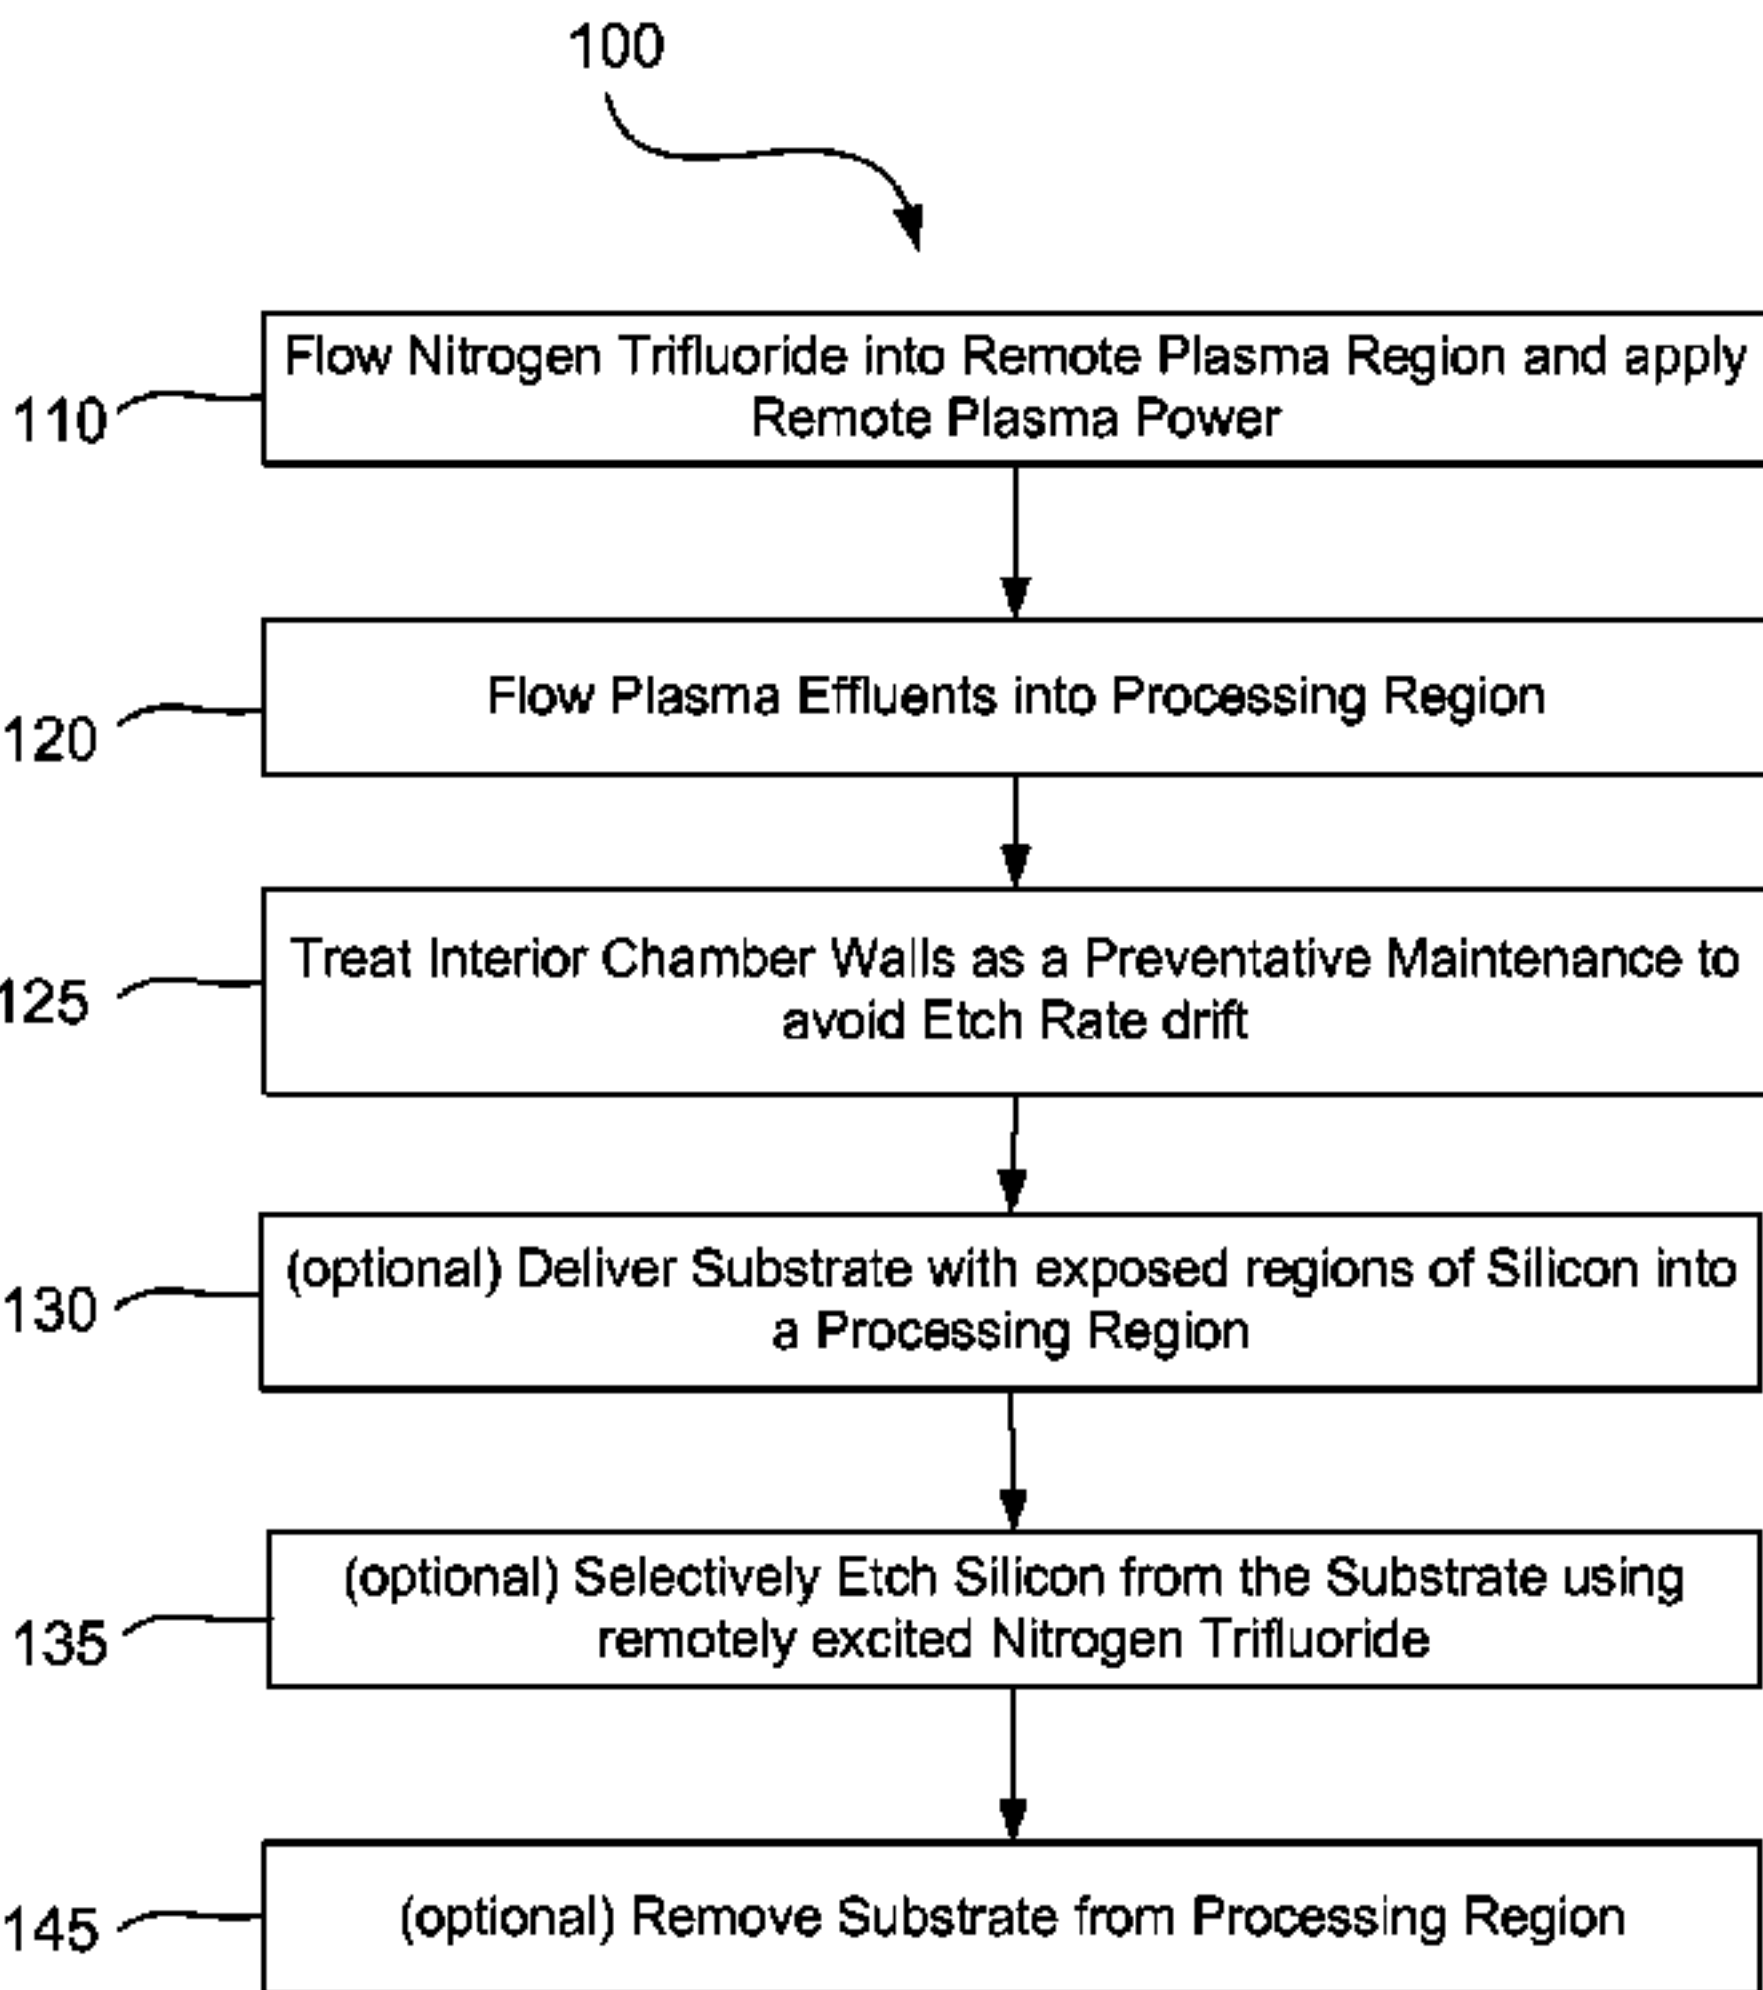 100
110
Flow Nitrogen Trifluoride into Remote Plasma Region and apply
Remote Plasma Power
120
Flow Plasma Effluents into Processing Region
125
Treat Interior Chamber Walls as a Preventative Maintenance to
avoid Etch Rate drift
130
(optional) Deliver Substrate with exposed regions of Silicon into
a Processing Region
135
(optional) Selectively Etch Silicon from the Substrate using
remotely excited Nitrogen Trifluoride
145
(optional) Remove Substrate from Processing Region